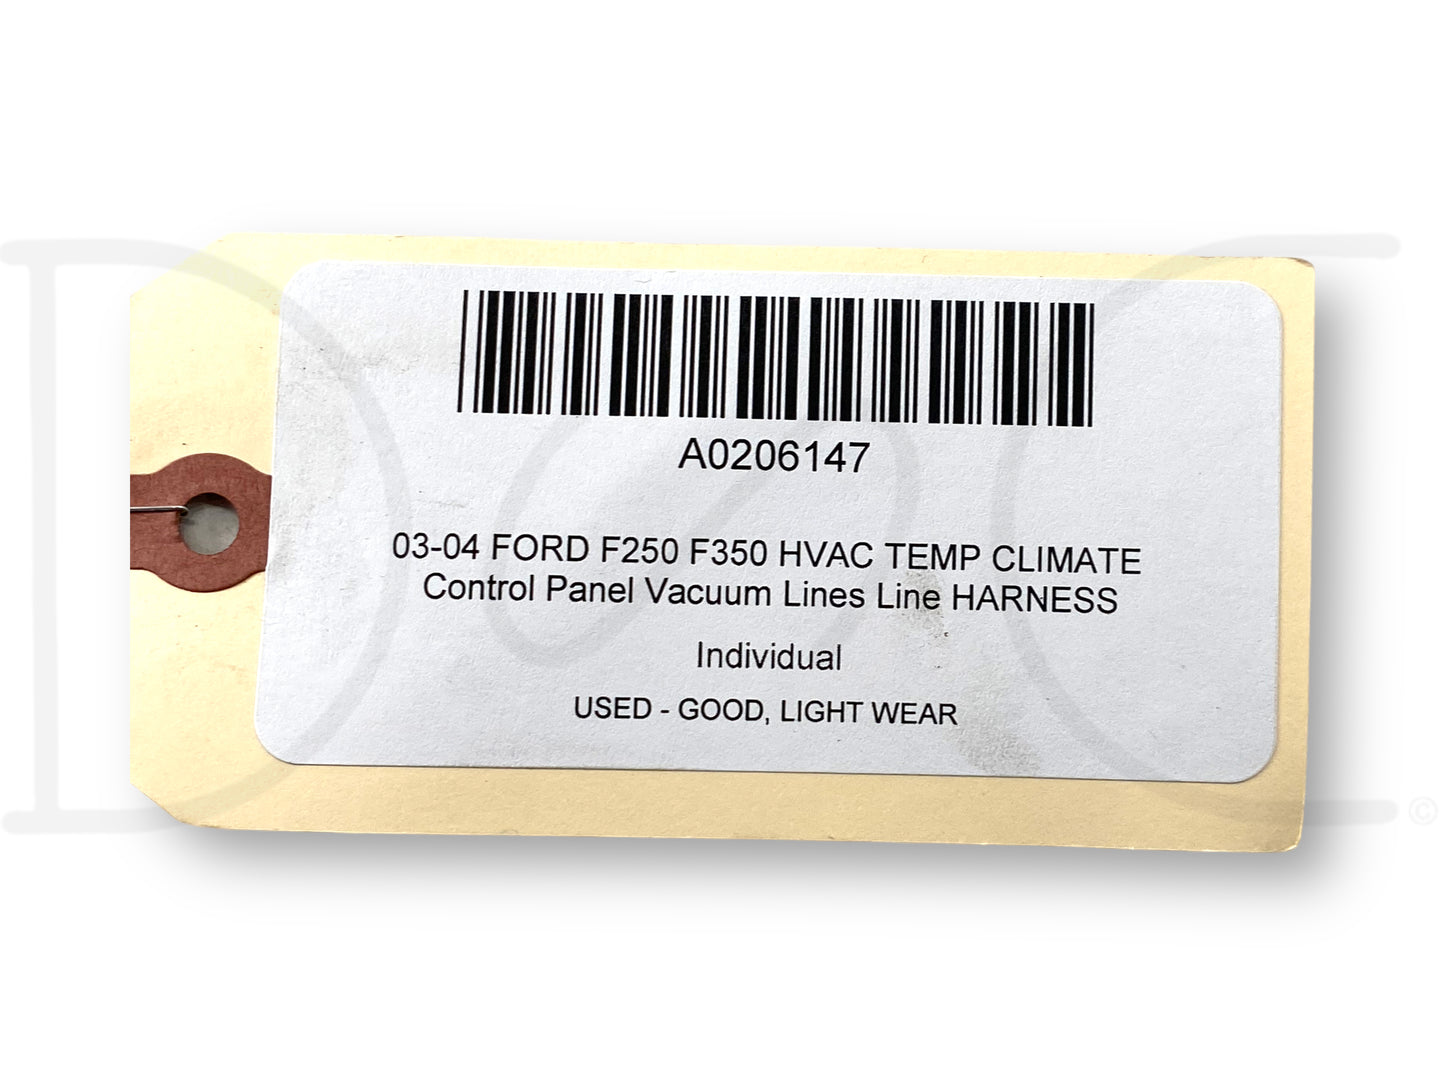 A0206147
03-04 FORD F250 F350 HVAC TEMP CLIMATE
Control Panel Vacuum Lines Line HARNESS
Individual
USED - GOOD, LIGHT WEAR
D C ©